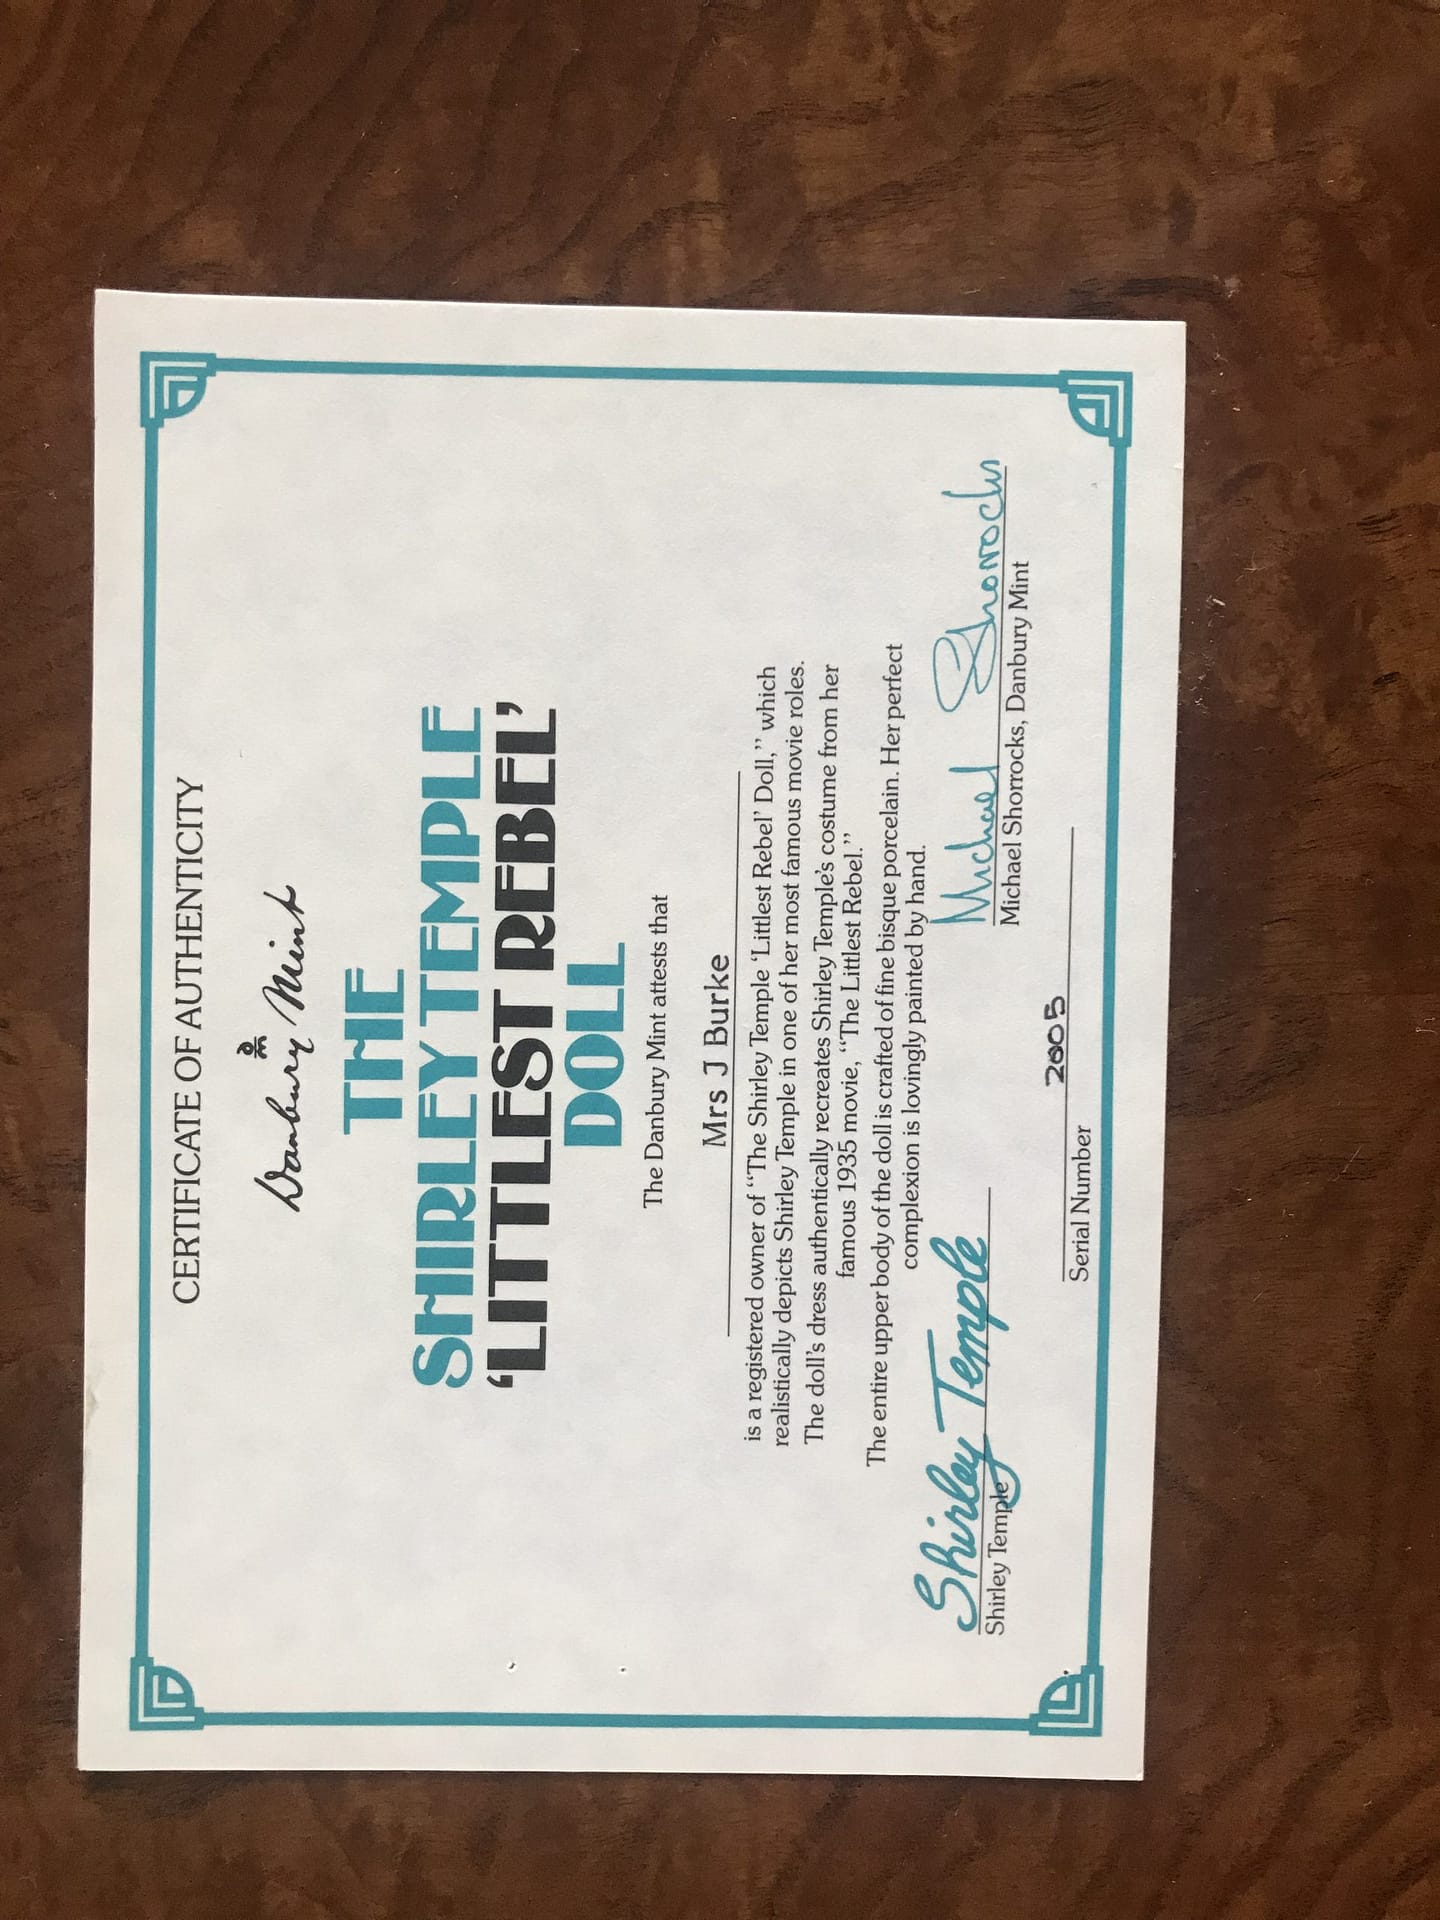 CERTIFICATE OF AUTHENTICITY
Danbury Mint
DM
THE
SHIRLEY TEMPLE
'LITTLEST REBEL'
DOLL
The Danbury Mint attests that
Mrs J Burke
is a registered owner of “The Shirley Temple ‘Littlest Rebel’ Doll,” which
realistically depicts Shirley Temple in one of her most famous movie roles.
The doll's dress authentically recreates Shirley Temple's costume from her
famous 1935 movie, “The Littlest Rebel.”
The entire upper body of the doll is crafted of fine bisque porcelain. Her perfect
complexion is lovingly painted by hand.
Shirley Temple
Shirley Temple
Michael Shorrocks
Michael Shorrocks, Danbury Mint
2005
Serial Number